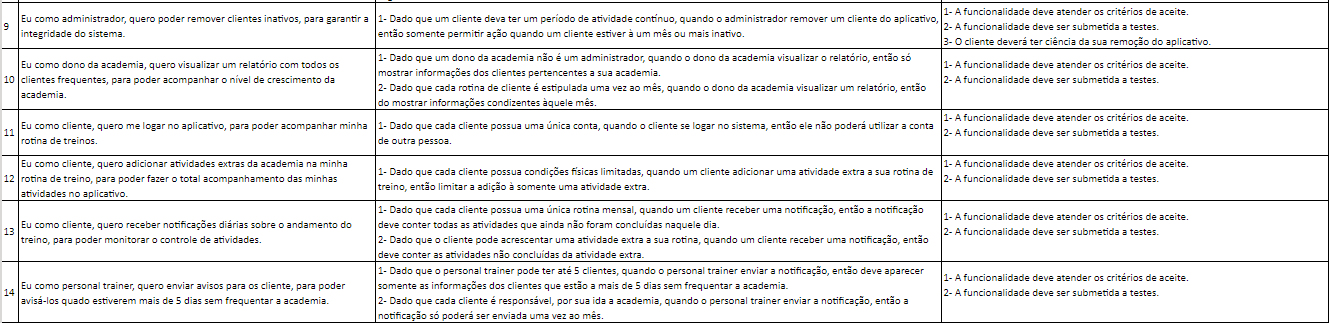 9
Eu como administrador, quero poder remover clientes inativos, para garantir a
integridade do sistema.
1- Dado que um cliente deva ter um período de atividade contínuo, quando o administrador remover um cliente do aplicativo,
então somente permitir ação quando um cliente estiver à um mês ou mais inativo.
1- A funcionalidade deve atender os critérios de aceite.
2- A funcionalidade deve ser submetida a testes.
3- O cliente deverá ter ciência da sua remoção do aplicativo.
10
Eu como dono da academia, quero visualizar um relatório com todos os
clientes frequentes, para poder acompanhar o nível de crescimento da
academia.
1- Dado que um dono da academia não é um administrador, quando o dono da academia visualizar o relatório, então só
mostrar informações dos clientes pertencentes a sua academia.
2- Dado que cada rotina de cliente é estipulada uma vez ao mês, quando o dono da academia visualizar um relatório, então
do mostrar informações condizentes àquele mês.
1- A funcionalidade deve atender os critérios de aceite.
2- A funcionalidade deve ser submetida a testes.
11
Eu como cliente, quero me logar no aplicativo, para poder acompanhar minha
rotina de treinos.
1- Dado que cada cliente possua uma única conta, quando o cliente se logar no sistema, então ele não poderá utilizar a conta
de outra pessoa.
1- A funcionalidade deve atender os critérios de aceite.
2- A funcionalidade deve ser submetida a testes.
12
Eu como cliente, quero adicionar atividades extras da academia na minha
rotina de treino, para poder fazer o total acompanhamento das minhas
atividades no aplicativo.
1- Dado que cada cliente possua condições físicas limitadas, quando um cliente adicionar uma atividade extra a sua rotina de
treino, então limitar a adição à somente uma atividade extra.
1- A funcionalidade deve atender os critérios de aceite.
2- A funcionalidade deve ser submetida a testes.
13
Eu como cliente, quero receber notificações diárias sobre o andamento do
treino, para poder monitorar o controle de atividades.
1- Dado que cada cliente possua uma única rotina mensal, quando um cliente receber uma notificação, então a notificação
deve conter todas as atividades que ainda não foram concluídas naquele dia.
2- Dado que o cliente pode acrescentar uma atividade extra a sua rotina, quando um cliente receber uma notificação, então
deve conter as atividades não concluídas da atividade extra.
1- A funcionalidade deve atender os critérios de aceite.
2- A funcionalidade deve ser submetida a testes.
14
Eu como personal trainer, quero enviar avisos para os cliente, para poder
avisá-los quado estiverem mais de 5 dias sem frequentar a academia.
1- Dado que o personal trainer pode ter até 5 clientes, quando o personal trainer enviar a notificação, então deve aparecer
somente as informações dos clientes que estão a mais de 5 dias sem frequentar a academia.
2- Dado que cada cliente é responsável, por sua ida a academia, quando o personal trainer enviar a notificação, então a
notificação só poderá ser enviada uma vez ao mês.
1- A funcionalidade deve atender os critérios de aceite.
2- A funcionalidade deve ser submetida a testes.